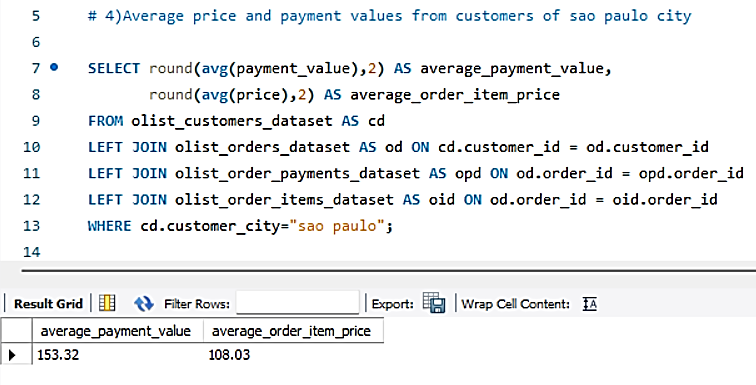 5 # 4)Average price and payment values from customers of sao paulo city
6
7 SELECT round(avg(payment_value),2) AS average_payment_value,
8 round(avg(price),2) AS average_order_item_price
9 FROM olist_customers_dataset AS cd
10 LEFT JOIN olist_orders_dataset AS od ON cd.customer_id = od.customer_id
11 LEFT JOIN olist_order_payments_dataset AS opd ON od.order_id = opd.order_id
12 LEFT JOIN olist_order_items_dataset AS oid ON od.order_id = oid.order_id
13 WHERE cd.customer_city="sao paulo";
14
Result Grid Filter Rows: Export: Wrap Cell Content: IA
average_payment_value average_order_item_price
153.32 108.03